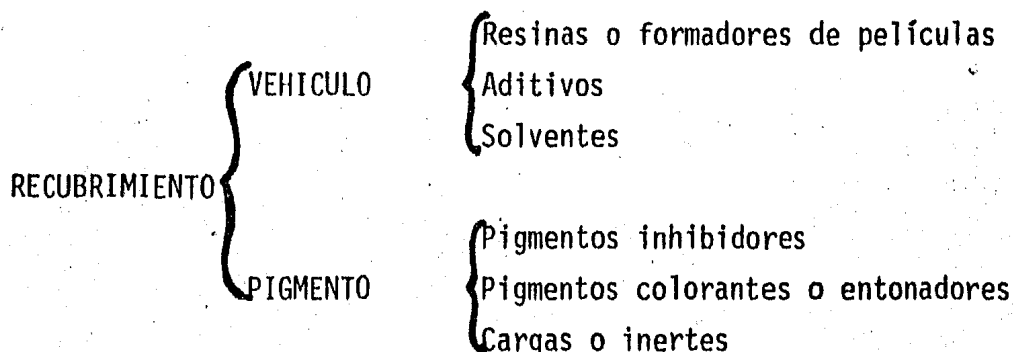 Resinas o formadores de películas
VEHICULO
Aditivos
Solventes
RECUBRIMIENTO
Pigmentos inhibidores
PIGMENTO
Pigmentos colorantes o entonadores
Cargas o inertes